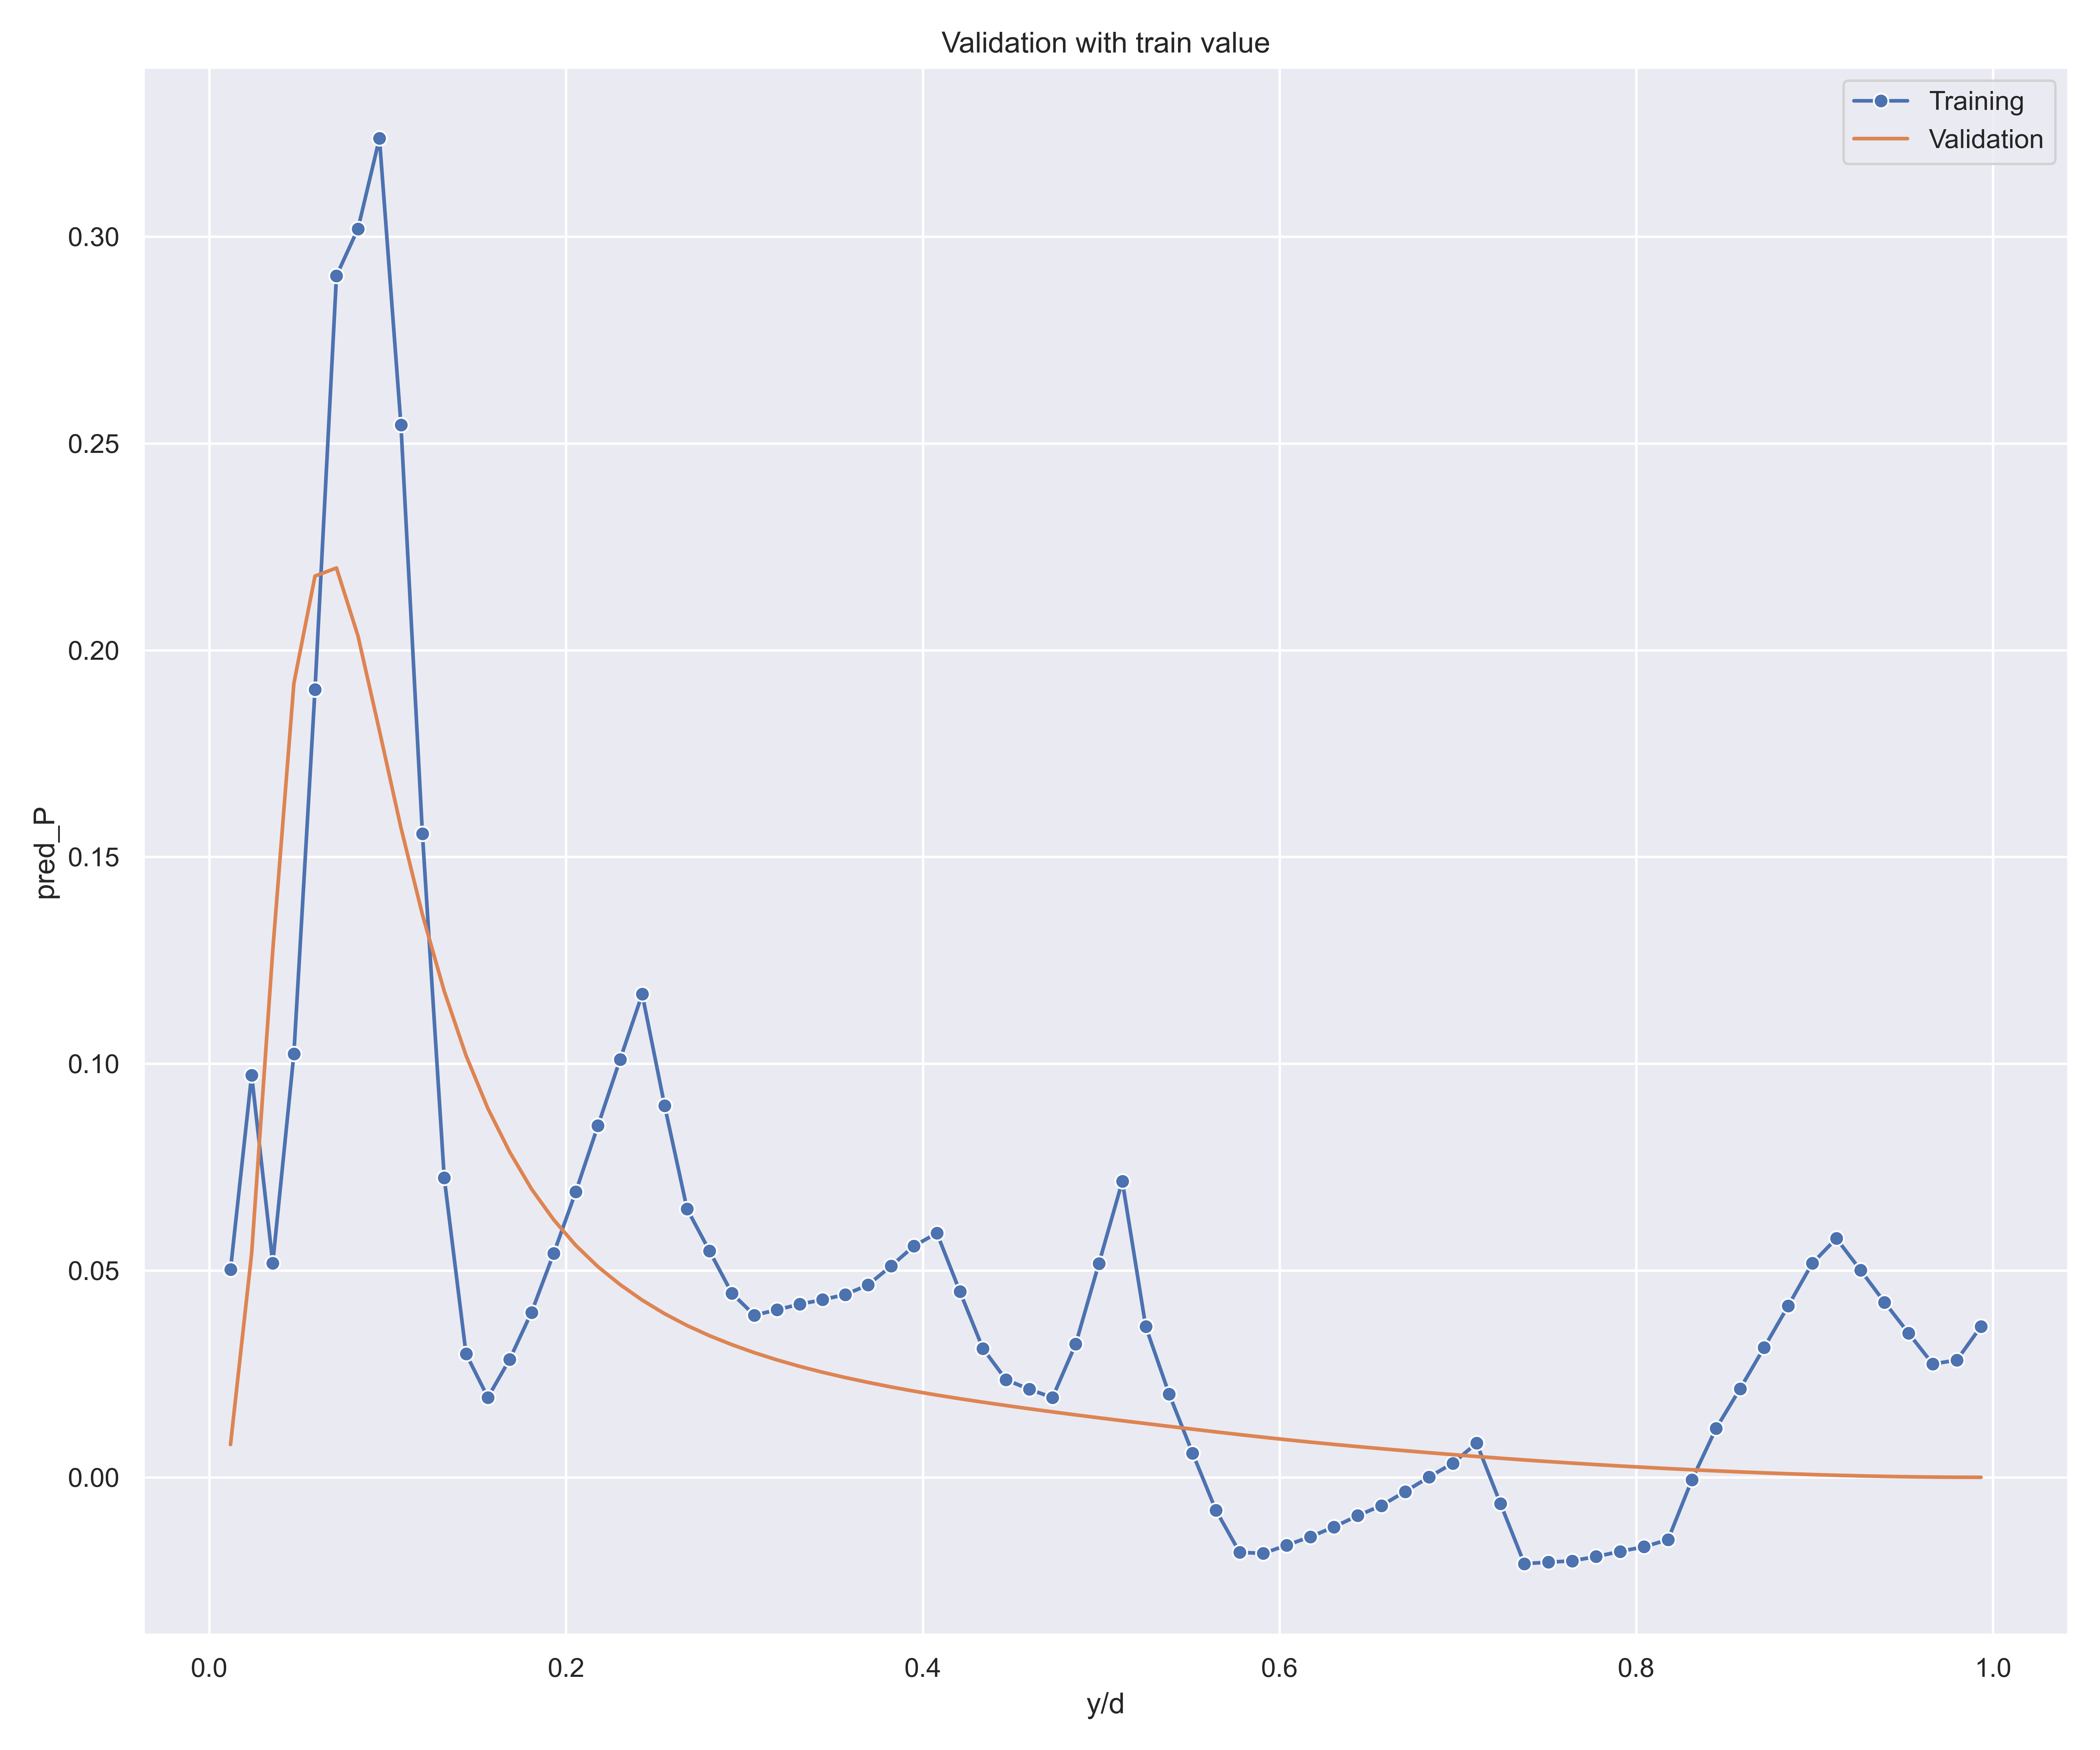 Validation with train value
Training
Validation
pred_P
0.30
0.25
0.20
0.15
0.10
0.05
0.00
0.0 0.2 0.4 0.6 0.8 1.0
y/d